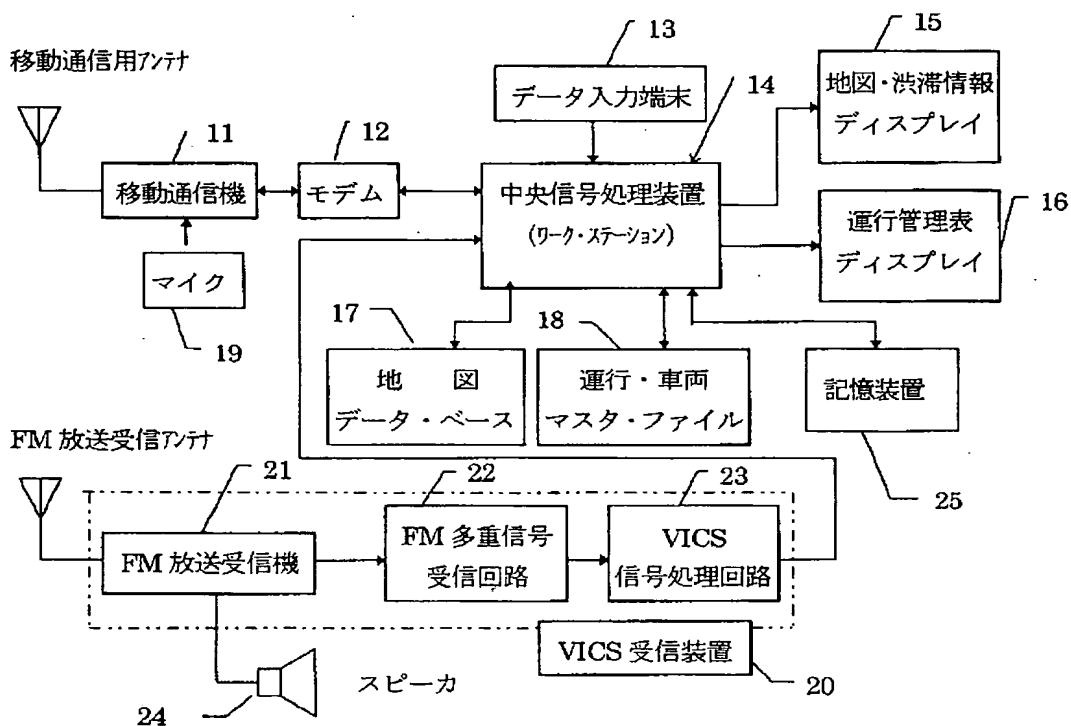 移動通信用アンテナ
11
移動通信機
12
モデム
13
データ入力端末
14
中央信号処理装置
(ワーク・ステーション)
15
地図・渋滞情報
ディスプレイ
16
運行管理表
ディスプレイ
マイク
19
17
地 図
データ・ベース
18
運行・車両
マスタ・ファイル
記憶装置
25
FM 放送受信アンテナ
21
FM 放送受信機
22
FM 多重信号
受信回路
23
VICS
信号処理回路
VICS 受信装置
20
スピーカ
24